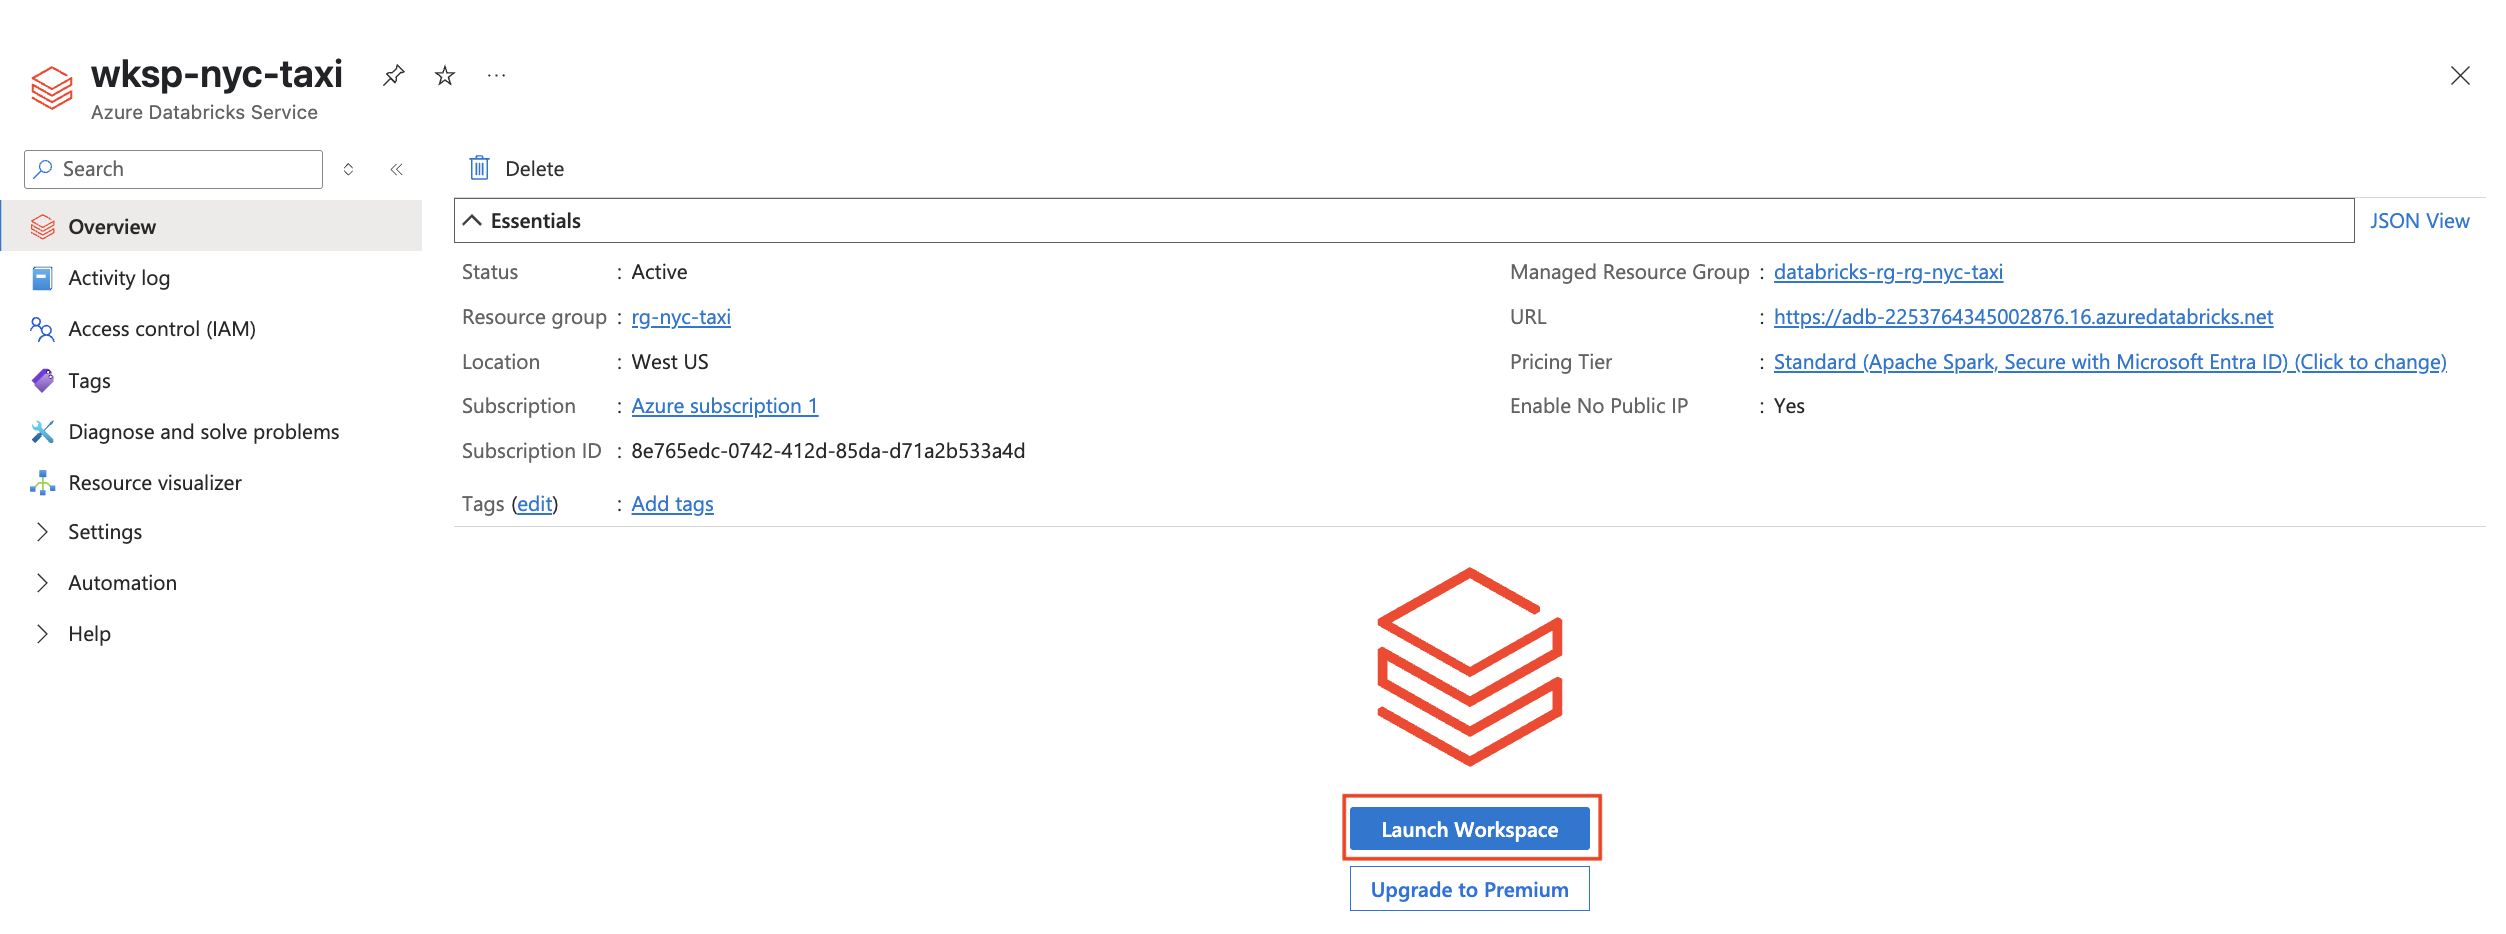 wksp-nyc-taxi
Azure Databricks Service
Search
Overview
Activity log
Access control (IAM)
Tags
Diagnose and solve problems
Resource visualizer
Settings
Automation
Help
Delete
Essentials
JSON View
Status : Active
Resource group : rg-nyc-taxi
Location : West US
Subscription : Azure subscription 1
Subscription ID : 8e765edc-0742-412d-85da-d71a2b533a4d
Tags (edit) : Add tags
Managed Resource Group : databricks-rg-rg-nyc-taxi
URL : https://adb-2253764345002876.16.azuredatabricks.net
Pricing Tier : Standard (Apache Spark, Secure with Microsoft Entra ID) (Click to change)
Enable No Public IP : Yes
Launch Workspace
Upgrade to Premium